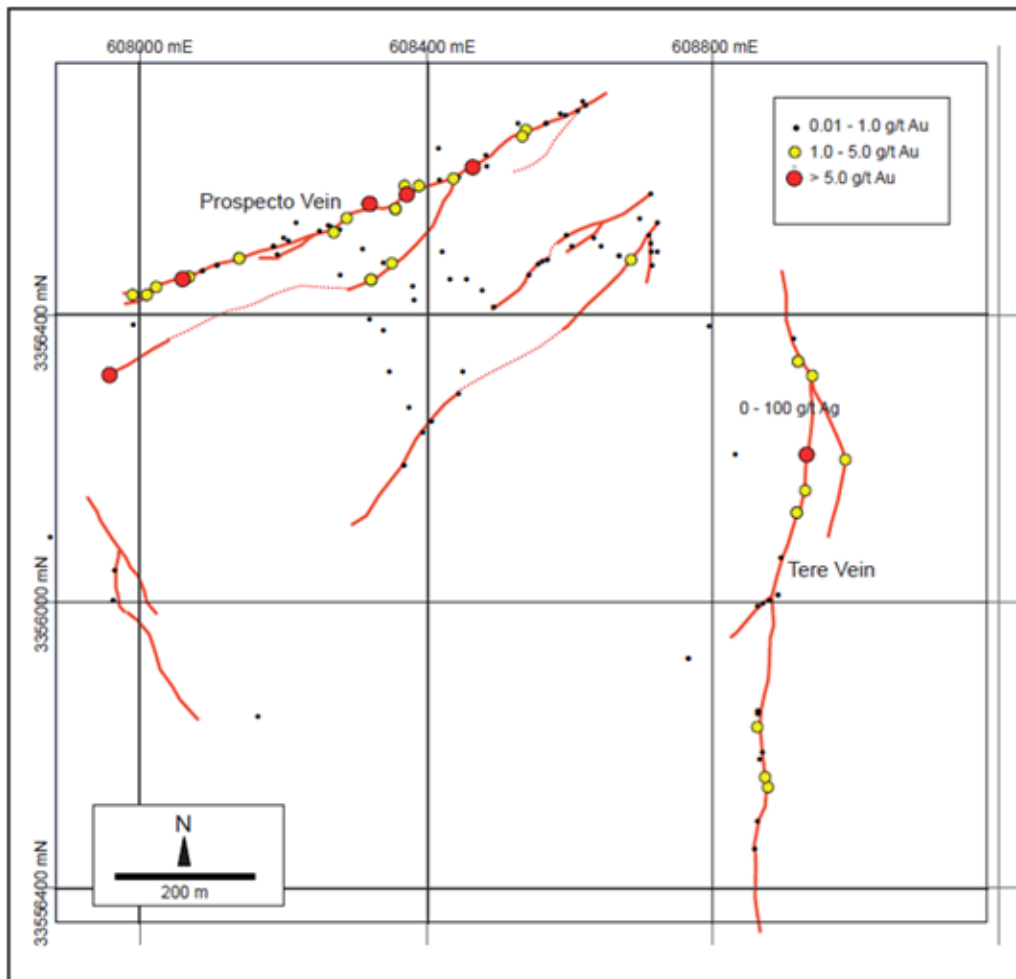 608000 mE
608400 mE
608800 mE
0.01 - 1.0 g/t Au
1.0 - 5.0 g/t Au
> 5.0 g/t Au
Prospecto Vein
3356400 mN
0 - 100 g/t Ag
Tere Vein
3356000 mN
N
200 m
33556400 mN